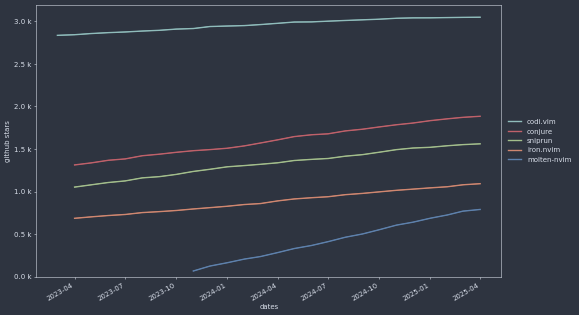 3.0 k
2.5 k
2.0 k
1.5 k
1.0 k
0.5 k
0.0 k
github stars
2023-04
2023-07
2023-10
2024-01
2024-04
2024-07
2024-10
2025-01
2025-04
dates
codi.vim
conjure
sniprun
iron.nvim
molten-nvim